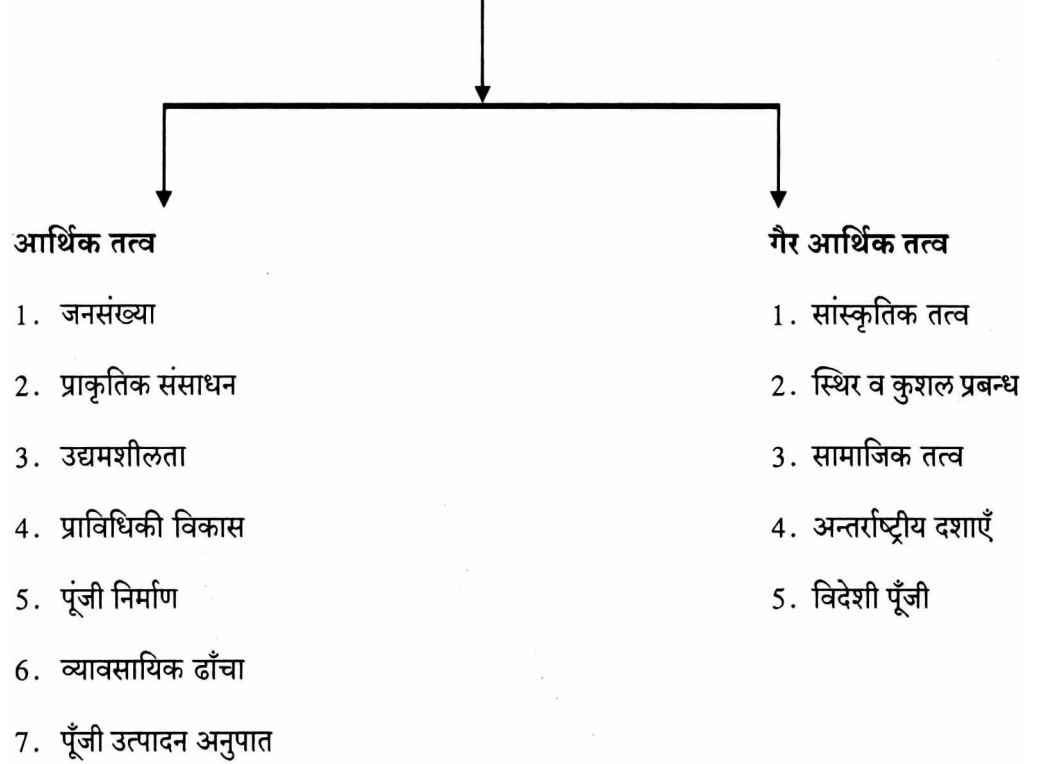 आर्थिक तत्व
1. जनसंख्या
2. प्राकृतिक संसाधन
3. उद्यमशीलता
4. प्राविधिकी विकास
5. पूंजी निर्माण
6. व्यावसायिक ढाँचा
7. पूँजी उत्पादन अनुपात
गैर आर्थिक तत्व
1. सांस्कृतिक तत्व
2. स्थिर व कुशल प्रबन्ध
3. सामाजिक तत्व
4. अन्तर्राष्ट्रीय दशाएँ
5. विदेशी पूँजी